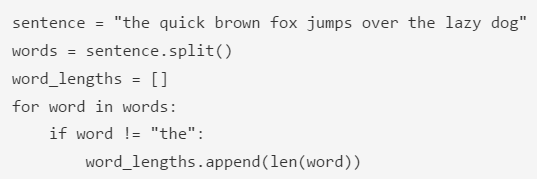 sentence = "the quick brown fox jumps over the lazy dog"
words = sentence.split()
word_lengths = []
for word in words:
    if word != "the":
        word_lengths.append(len(word))